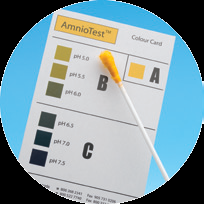 AmnioTest™
Colour Card
pH 5.0
pH 5.5
pH 6.0
A
B
pH 6.5
pH 7.0
pH 7.5
C